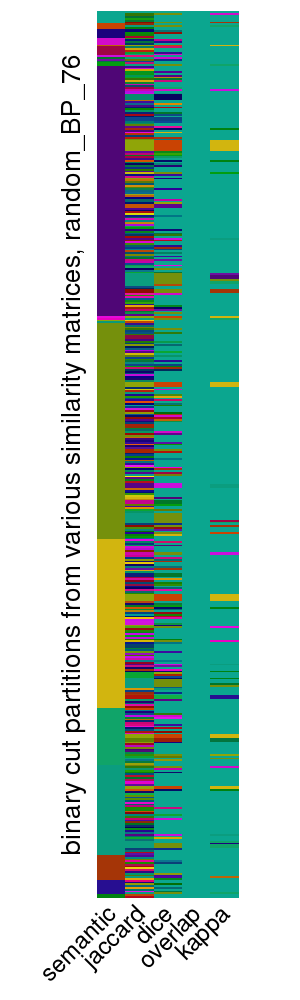 binary cut partitions from various similarity matrices, random_BP_76
semantic
jaccard
dice
overlap
kappa